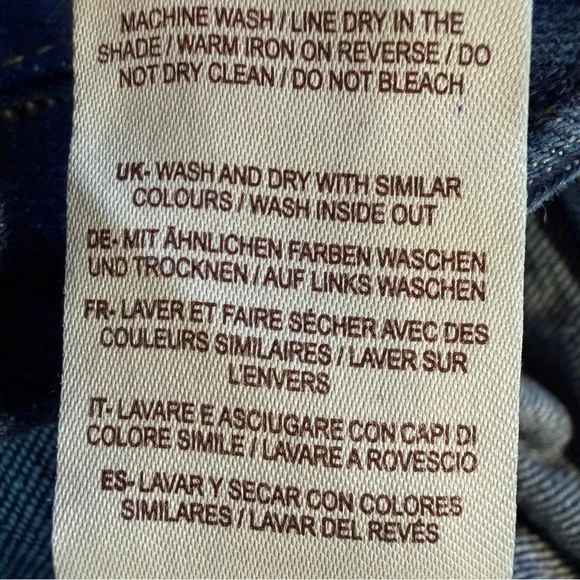 MACHINE WASH / LINE DRY IN THE
SHADE / WARM IRON ON REVERSE / DO
NOT DRY CLEAN / DO NOT BLEACH
UK- WASH AND DRY WITH SIMILAR
COLOURS / WASH INSIDE OUT
DE- MIT ÄHNLICHEN FARBEN WASCHEN
UND TROCKNEN / AUF LINKS WASCHEN
FR- LAVER ET FAIRE SÉCHER AVEC DES
COULEURS SIMILAIRES / LAVER SUR
L'ENVERS
IT- LAVARE E ASCIUGARE CON CAPI DI
COLORE SIMILE / LAVARE A ROVESCIO
ES- LAVAR Y SECAR CON COLORES
SIMILARES / LAVAR DEL REVÉS